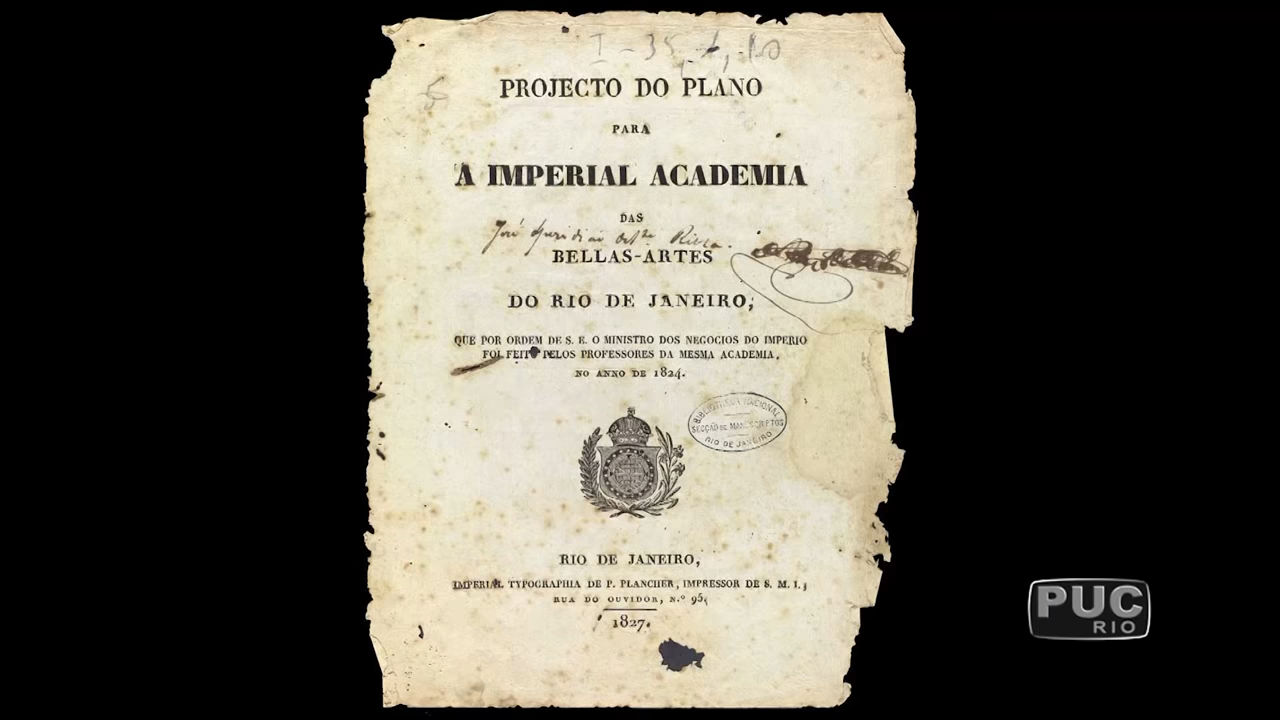 I-35,
PROJECTO DO PLANO
PARA
A IMPERIAL ACADEMIA
DAS
José
BELLAS-ARTES
DO RIO DE JANEIRO,
QUE POR ORDEM DE S. E. O MINISTRO DOS NEGOCIOS DO IMPERIO
FOI FEITO PELOS PROFESSORES DA MESMA ACADEMIA.
NO ANNO DE 1824.
BIBLIOTHECA NACIONAL
SECÇÃO DE MANUSCRIPTOS
RIO DE JANEIRO
RIO DE JANEIRO,
IMPERIAL TYPOGRAPHIA DE P. PLANCHER, IMPRESSOR DE S. M. I.,
RUA DO OUVIDOR, N.º 95.
1827.
PUC
RIO